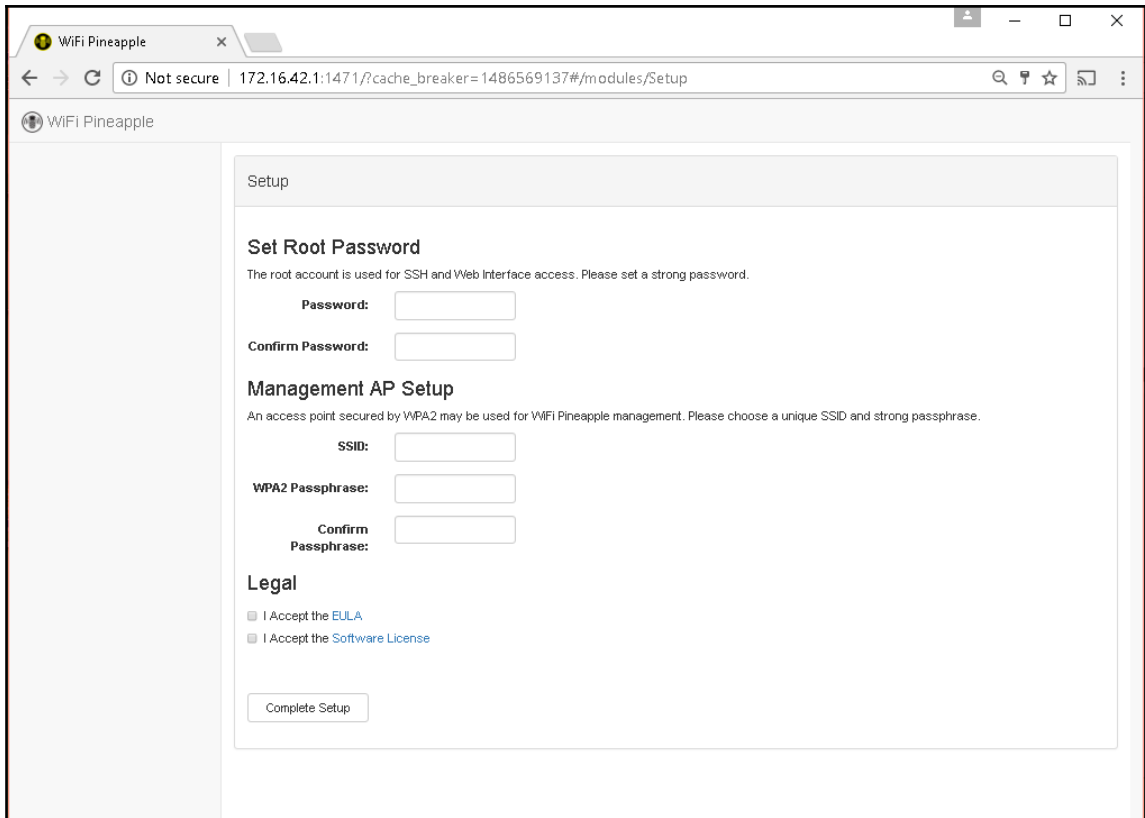 WiFi Pineapple
Not secure | 172.16.42.1:1471/?cache_breaker=1486569137#/modules/Setup
WiFi Pineapple
Setup
Set Root Password
The root account is used for SSH and Web Interface access. Please set a strong password.
Password:
Confirm Password:
Management AP Setup
An access point secured by WPA2 may be used for WiFi Pineapple management. Please choose a unique SSID and strong passphrase.
SSID:
WPA2 Passphrase:
Confirm
Passphrase:
Legal
I Accept the EULA
I Accept the Software License
Complete Setup